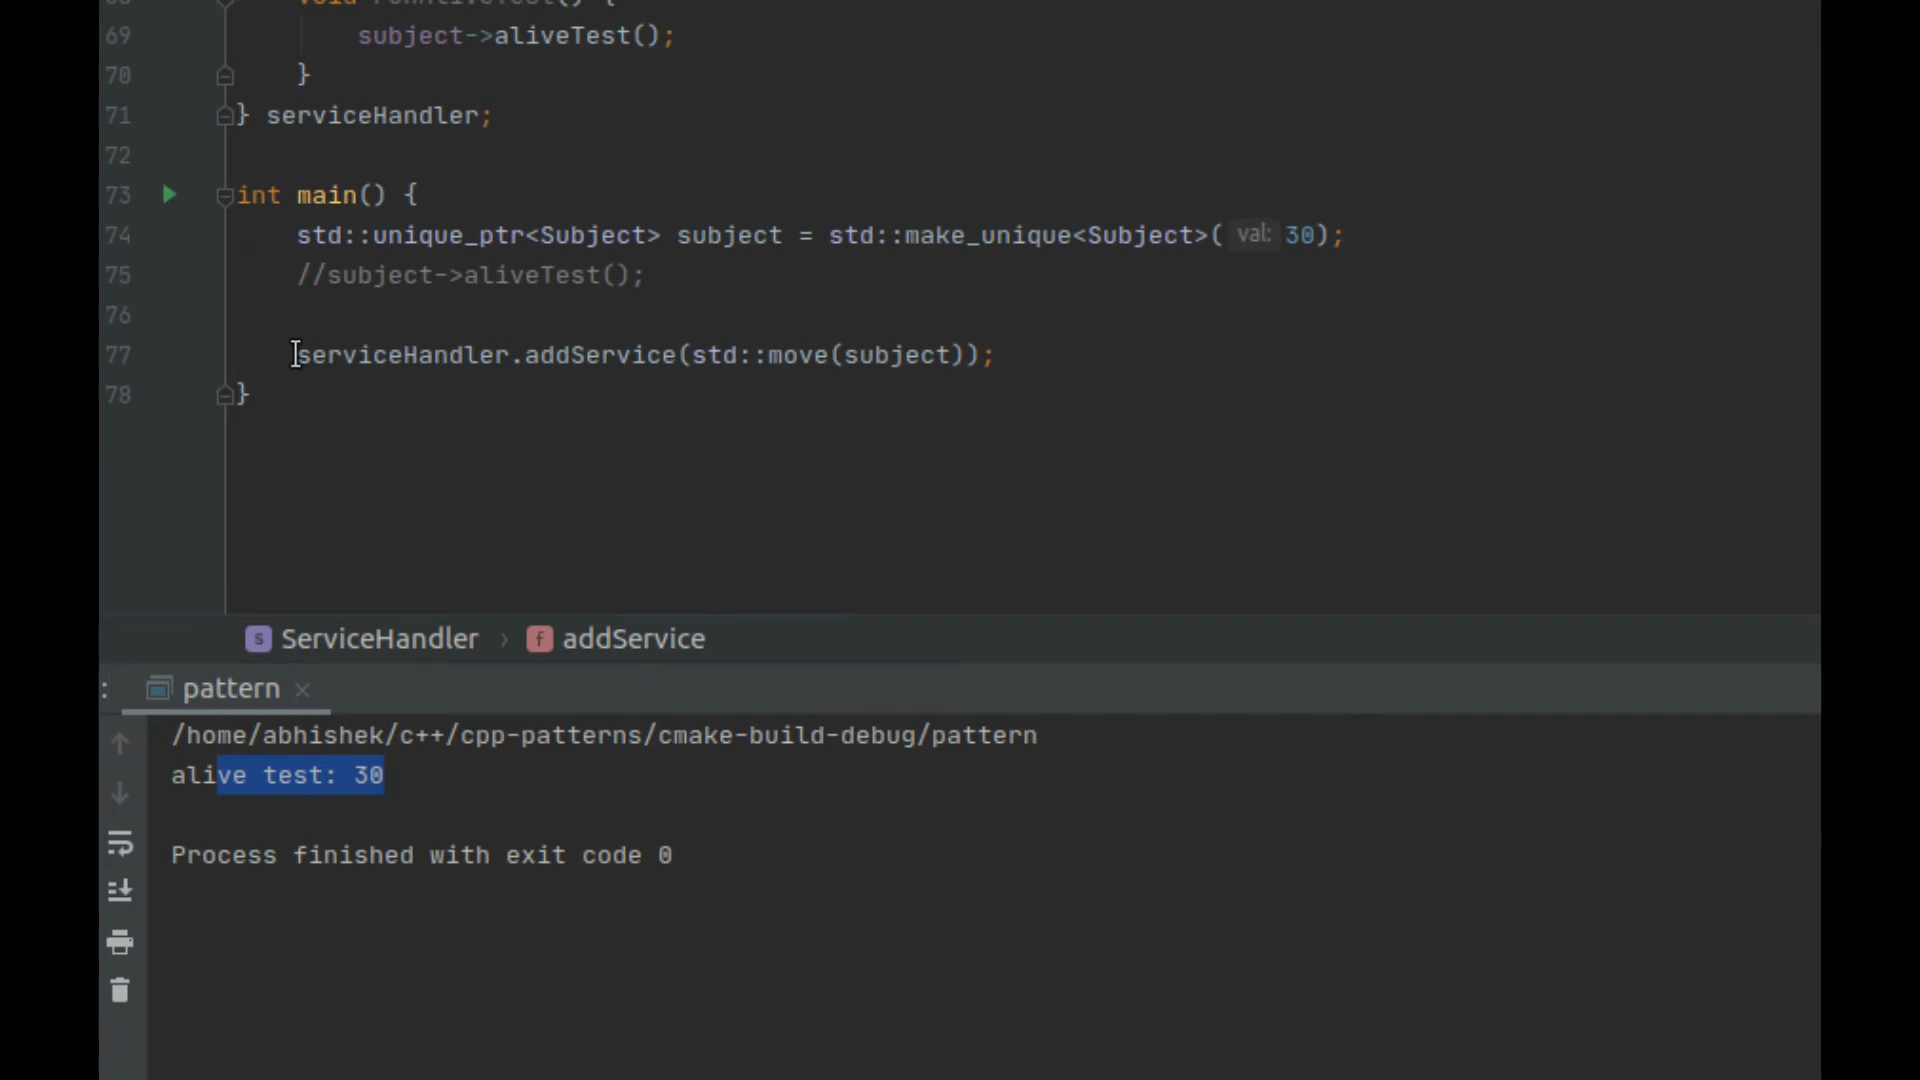 69 subject->aliveTest();
70 }
71 } serviceHandler;
72
73 int main() {
74 std::unique_ptr<Subject> subject = std::make_unique<Subject>( val: 30);
75 //subject->aliveTest();
76
77 serviceHandler.addService(std::move(subject));
78 }
s ServiceHandler › f addService
: pattern ×
/home/abhishek/c++/cpp-patterns/cmake-build-debug/pattern
alive test: 30
Process finished with exit code 0